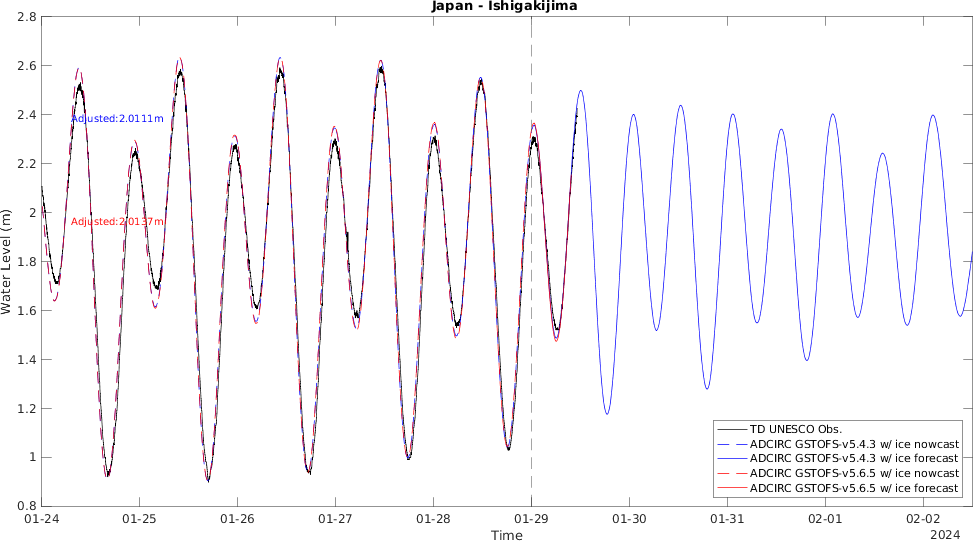 Japan - Ishigakijima
2.8
2.6
2.4
2.2
2
1.8
1.6
1.4
1.2
1
0.8
Water Level (m)
Adjusted:2.0111m
Adjusted:2.0137m
TD UNESCO Obs.
ADCIRC GSTOFS-v5.4.3 w/ ice nowcast
ADCIRC GSTOFS-v5.4.3 w/ ice forecast
ADCIRC GSTOFS-v5.6.5 w/ ice nowcast
ADCIRC GSTOFS-v5.6.5 w/ ice forecast
01-24 01-25 01-26 01-27 01-28 01-29 01-30 01-31 02-01 02-02
Time
2024